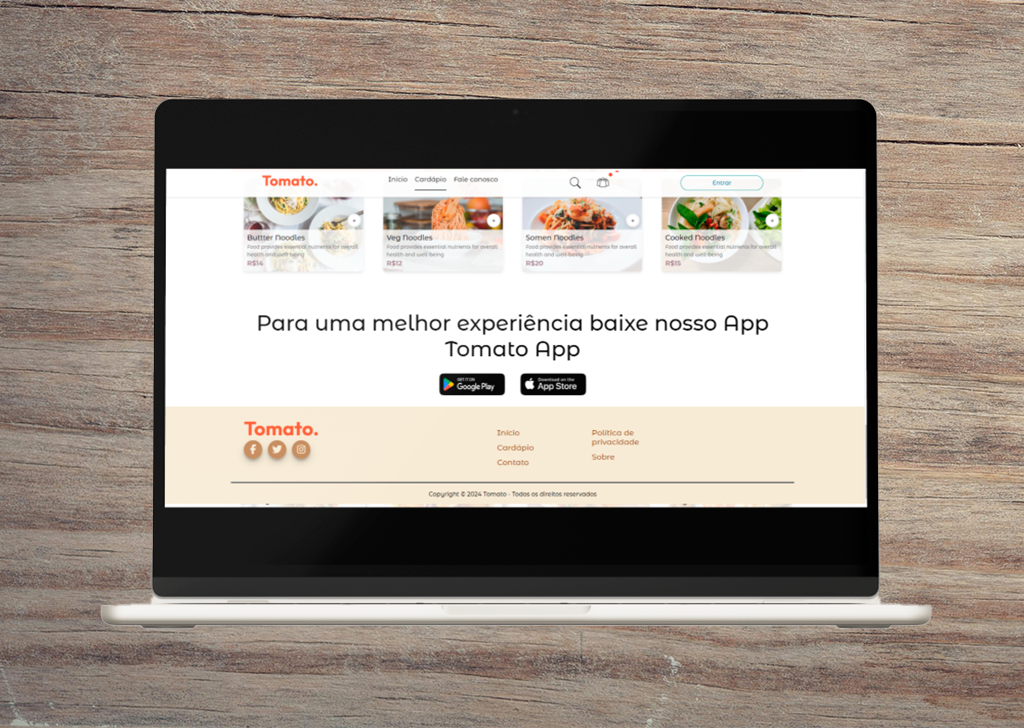 Tomato.
Início Cardápio Fale conosco
Entrar
Buttter Noodles
Food provides essential nutrients for overall
health and well-being
R$14
Veg Noodles
Food provides essential nutrients for overall
health and well-being
R$12
Somen Noodles
Food provides essential nutrients for overall
health and well-being
R$20
Cooked Noodles
Food provides essential nutrients for overall
health and well-being
R$15
Para uma melhor experiência baixe nosso App
Tomato App
GET IT ON
Google Play
Download on the
App Store
Tomato.
Início
Cardápio
Contato
Política de
privacidade
Sobre
Copyright © 2024 Tomato - Todos os direitos reservados